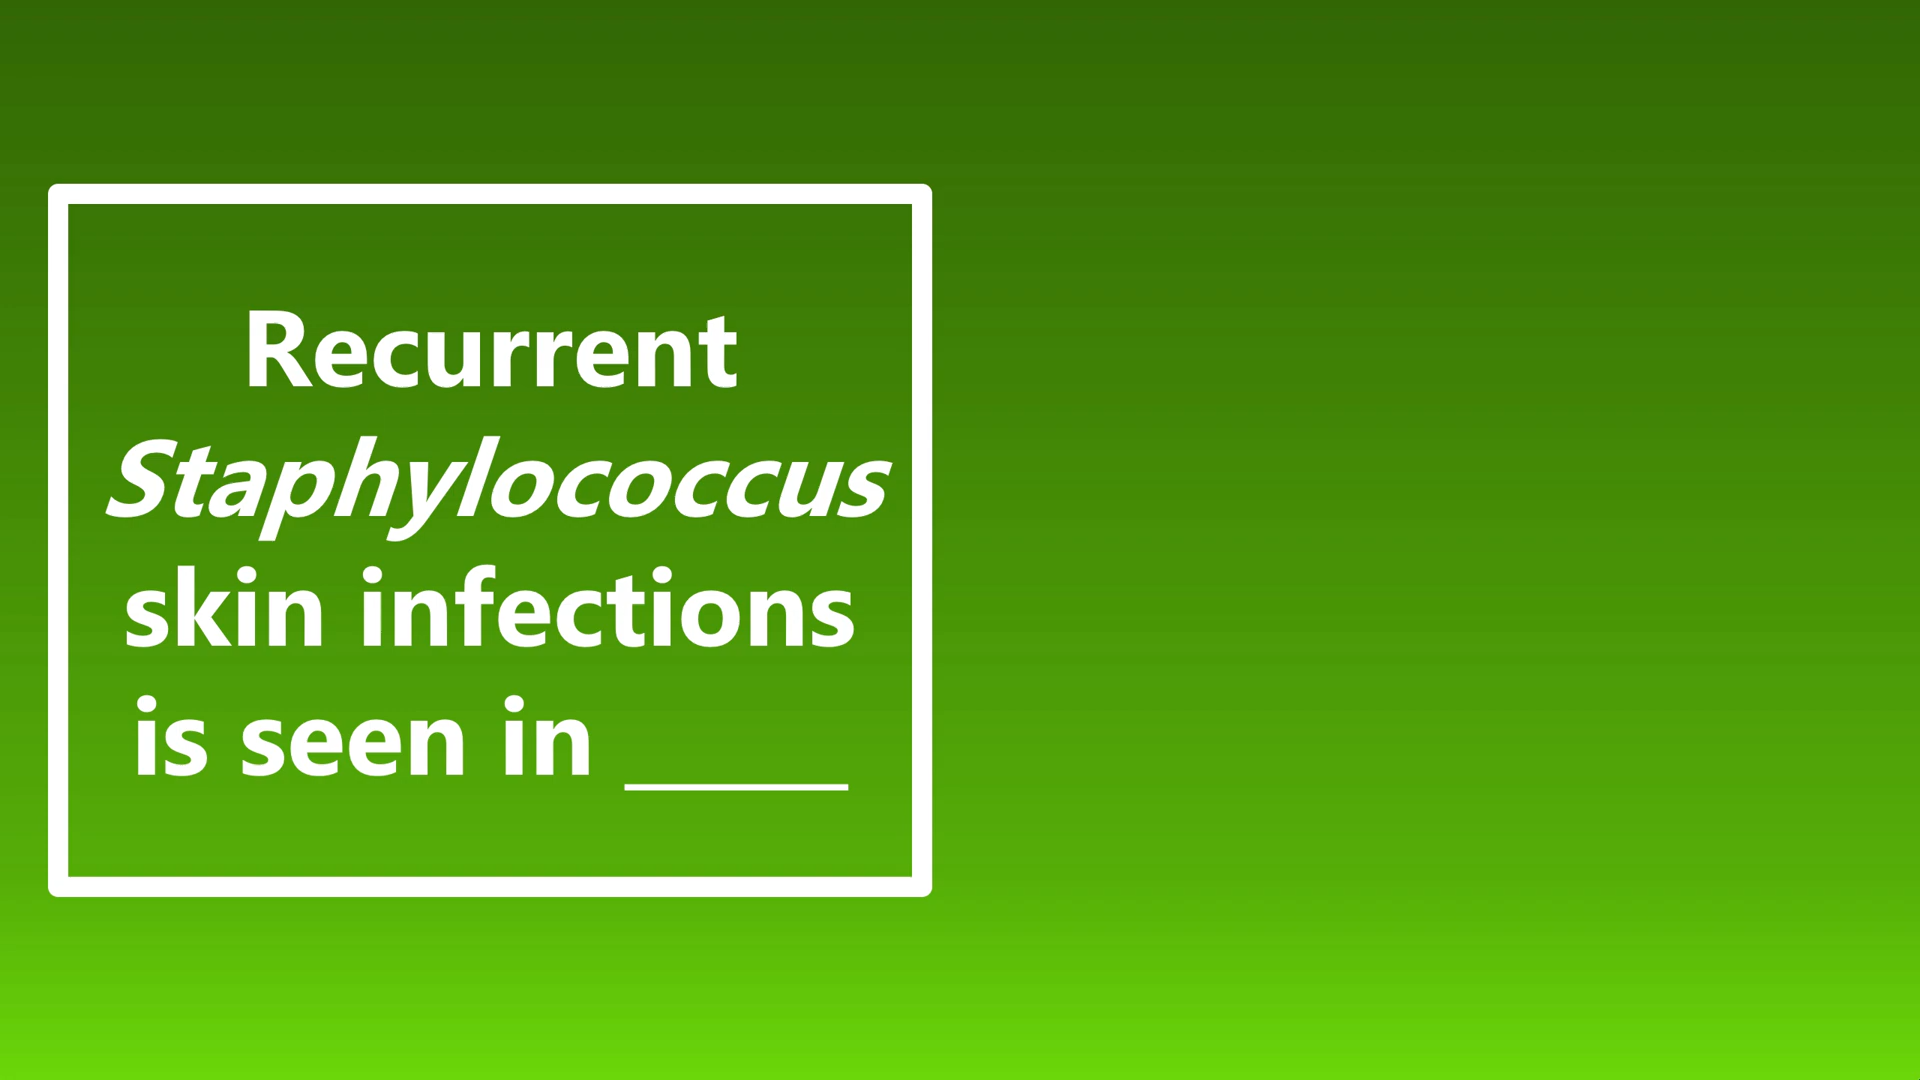 Recurrent
Staphylococcus
skin infections
is seen in _____